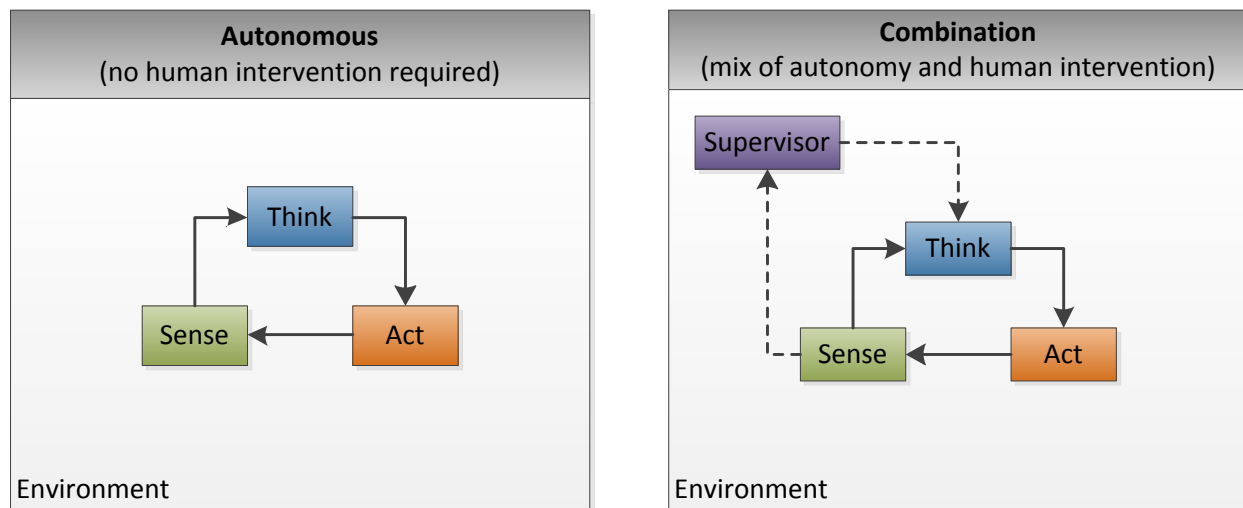 Autonomous
(no human intervention required)
Think
Sense
Act
Environment
Combination
(mix of autonomy and human intervention)
Supervisor
Think
Sense
Act
Environment